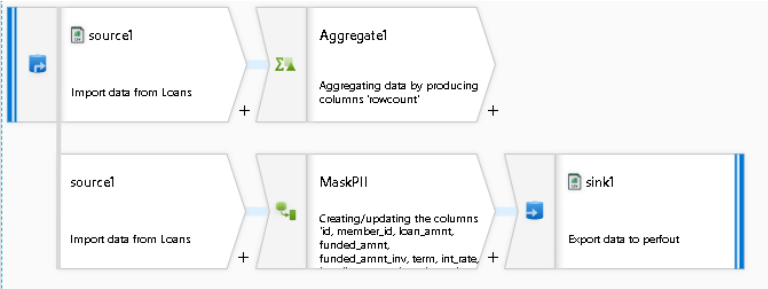 source1
Import data from Loans
+
Aggregate1
Aggregating data by producing
columns 'rowcount'
+
source1
Import data from Loans
+
MaskPII
Creating/updating the columns
'id, member_id, loan_amnt,
funded_amnt,
funded_amnt_inv, term, int_rate,
+
sink1
Export data to perfout